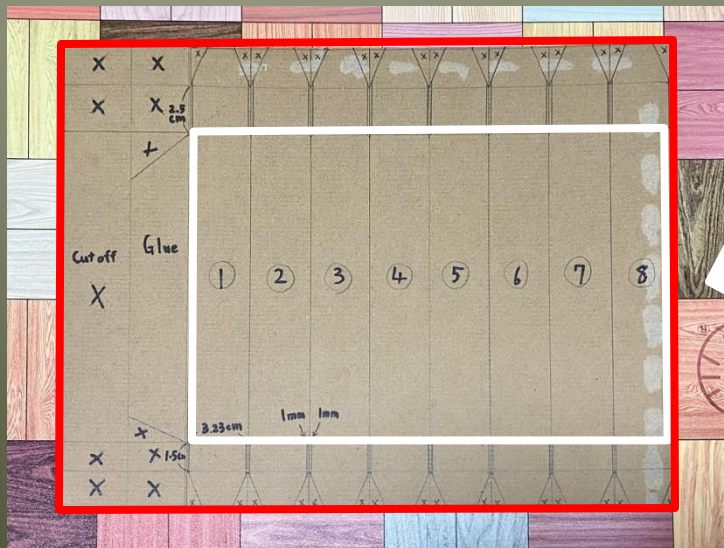 X X X X X X X X X X X X X X X X X
X X 2.5
cm
X
Cut off Glue
X
1 2 3 4 5 6 7 8
3.23cm 1mm 1mm
X
X X 1.5cm
X X X X X X X X X X X X X X X X